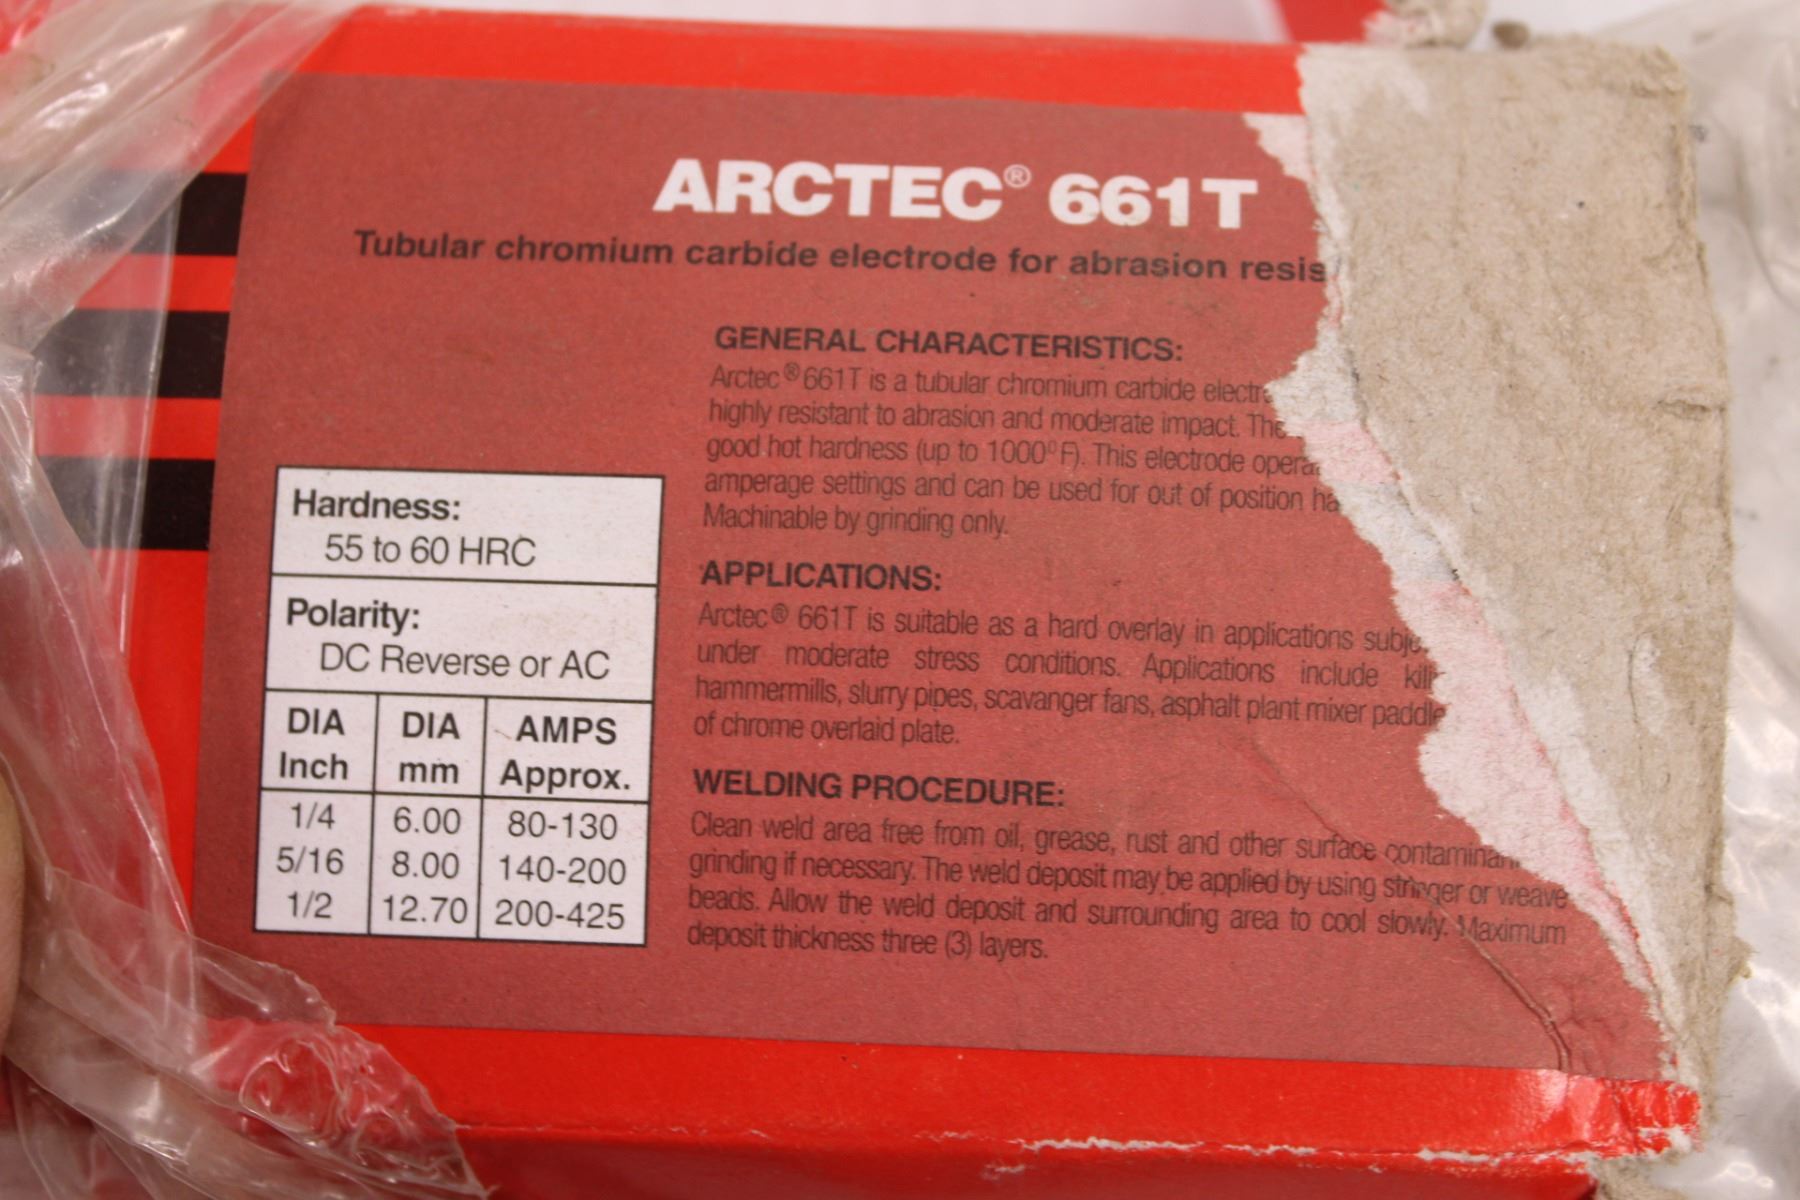 ARCTEC® 661T
Tubular chromium carbide electrode for abrasion resis
GENERAL CHARACTERISTICS:
Arctec® 661T is a tubular chromium carbide electr
highly resistant to abrasion and moderate impact. The
good hot hardness (up to 1000°F). This electrode opera
amperage settings and can be used for out of position ha
Machinable by grinding only.
APPLICATIONS:
Arctec® 661T is suitable as a hard overlay in applications subje
under moderate stress conditions. Applications include kil
hammermills, slurry pipes, scavanger fans, asphalt plant mixer paddle
of chrome overlaid plate.
WELDING PROCEDURE:
Clean weld area free from oil, grease, rust and other surface contaminan
grinding if necessary. The weld deposit may be applied by using stringer or weave
beads. Allow the weld deposit and surrounding area to cool slowly. Maximum
deposit thickness three (3) layers.
Hardness:
55 to 60 HRC
Polarity:
DC Reverse or AC
DIA Inch DIA mm AMPS Approx.
1/4 6.00 80-130
5/16 8.00 140-200
1/2 12.70 200-425